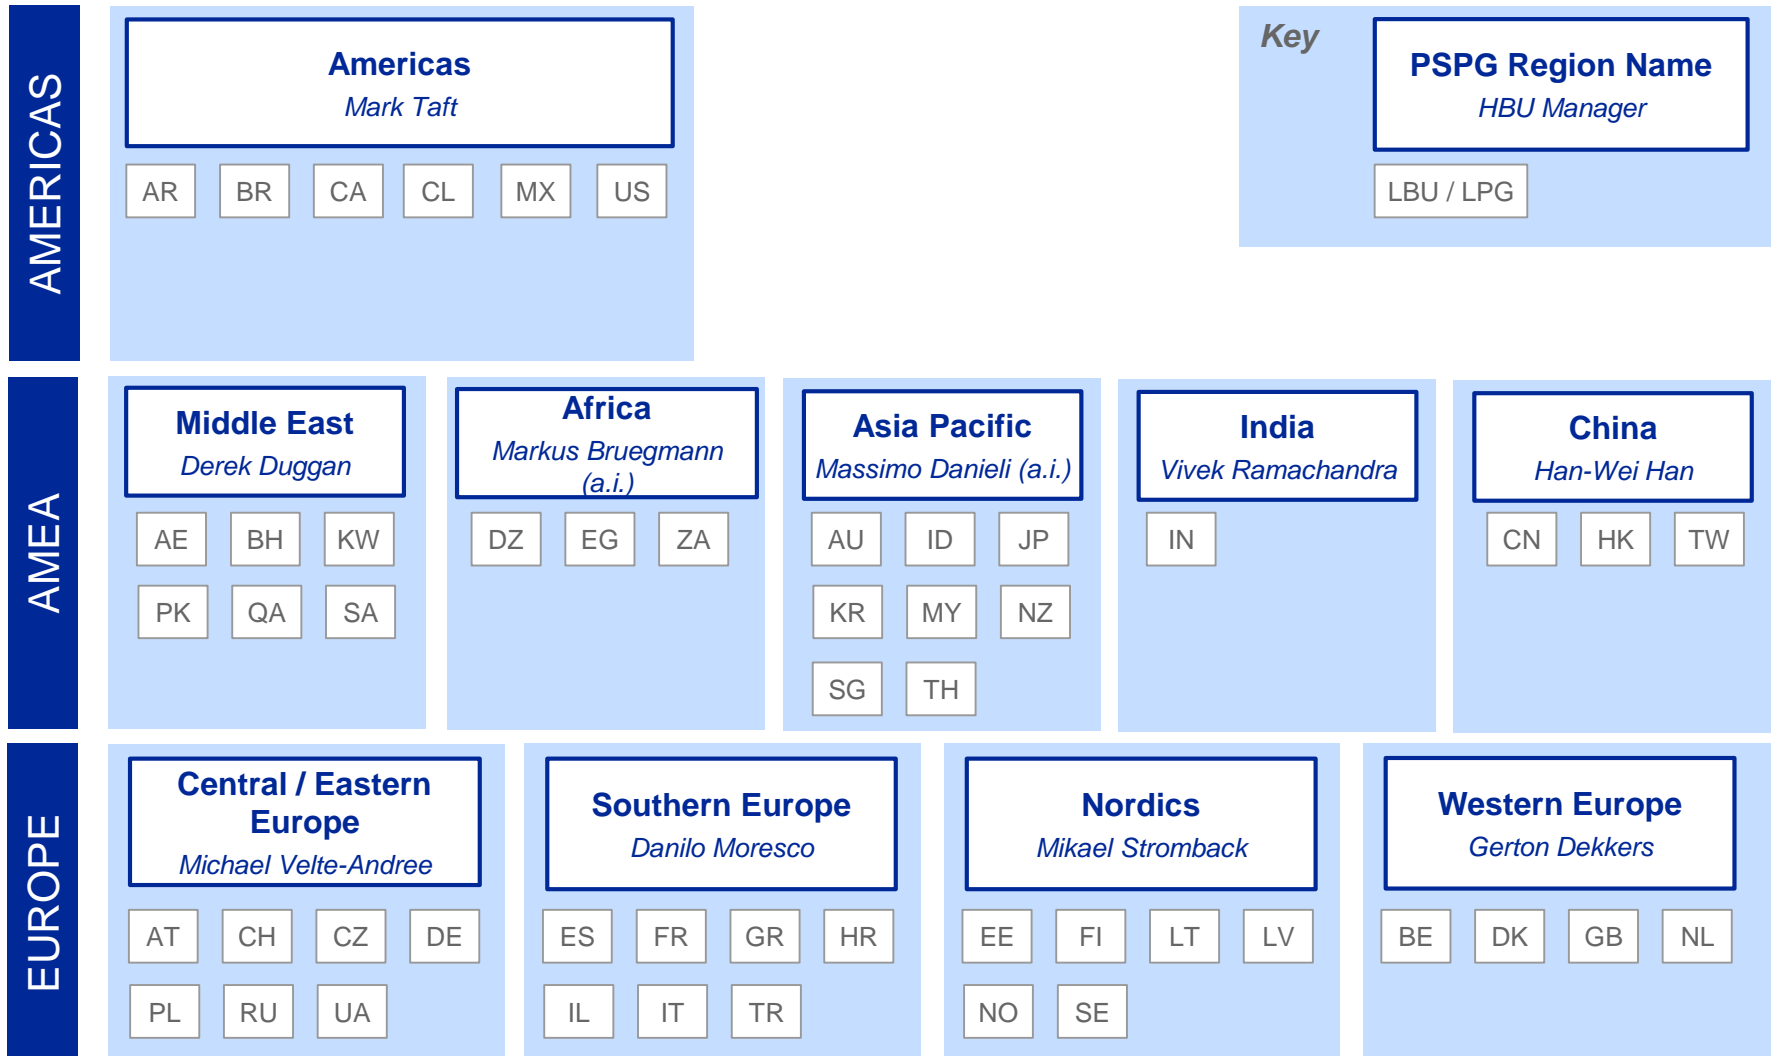 AMERICAS
Americas
Mark Taft
AR BR CA CL MX US
Key
PSPG Region Name
HBU Manager
LBU / LPG
AMEA
Middle East
Derek Duggan
AE BH KW
PK QA SA
Africa
Markus Bruegmann
(a.i.)
DZ EG ZA
Asia Pacific
Massimo Danieli (a.i.)
AU ID JP
KR MY NZ
SG TH
India
Vivek Ramachandra
IN
China
Han-Wei Han
CN HK TW
EUROPE
Central / Eastern
Europe
Michael Velte-Andree
AT CH CZ DE
PL RU UA
Southern Europe
Danilo Moresco
ES FR GR HR
IL IT TR
Nordics
Mikael Stromback
EE FI LT LV
NO SE
Western Europe
Gerton Dekkers
BE DK GB NL